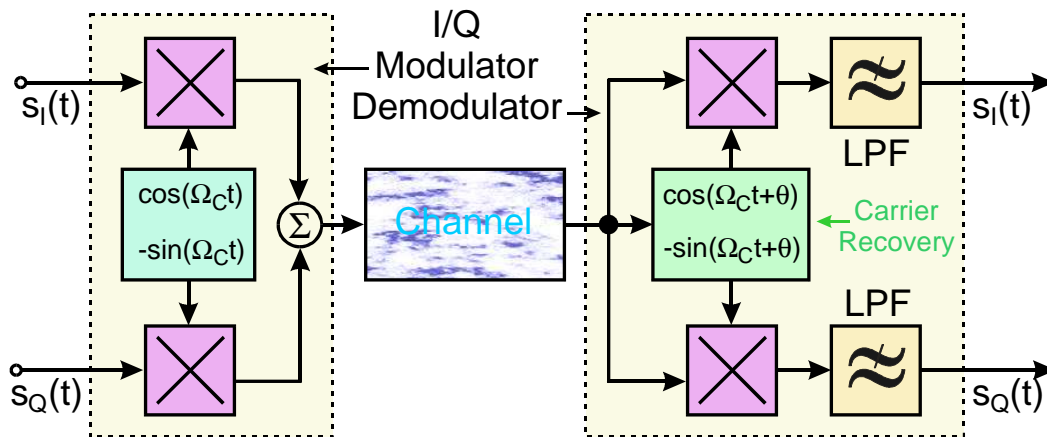 I/Q
Modulator
Demodulator
s_I(t)
cos(Ω_Ct)
-sin(Ω_Ct)
s_Q(t)
Σ
Channel
cos(Ω_Ct+θ)
-sin(Ω_Ct+θ)
Carrier
Recovery
LPF
s_I(t)
LPF
s_Q(t)